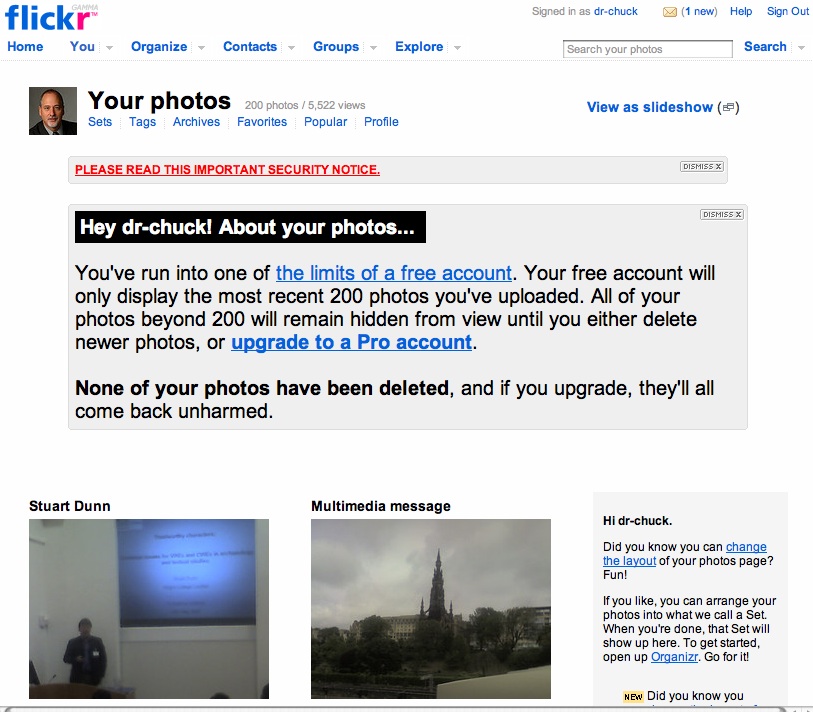 flickr GAMMA
Signed in as dr-chuck (1 new) Help Sign Out
Home You Organize Contacts Groups Explore Search your photos Search
Your photos 200 photos / 5,522 views
View as slideshow ( )
Sets Tags Archives Favorites Popular Profile
PLEASE READ THIS IMPORTANT SECURITY NOTICE. DISMISS X
DISMISS X
Hey dr-chuck! About your photos...
You've run into one of the limits of a free account. Your free account will
only display the most recent 200 photos you've uploaded. All of your
photos beyond 200 will remain hidden from view until you either delete
newer photos, or upgrade to a Pro account.
None of your photos have been deleted, and if you upgrade, they'll all
come back unharmed.
Stuart Dunn
Multimedia message
Hi dr-chuck.
Did you know you can change
the layout of your photos page?
Fun!
If you like, you can arrange your
photos into what we call a Set.
When you're done, that Set will
show up here. To get started,
open up Organizr. Go for it!
NEW Did you know you